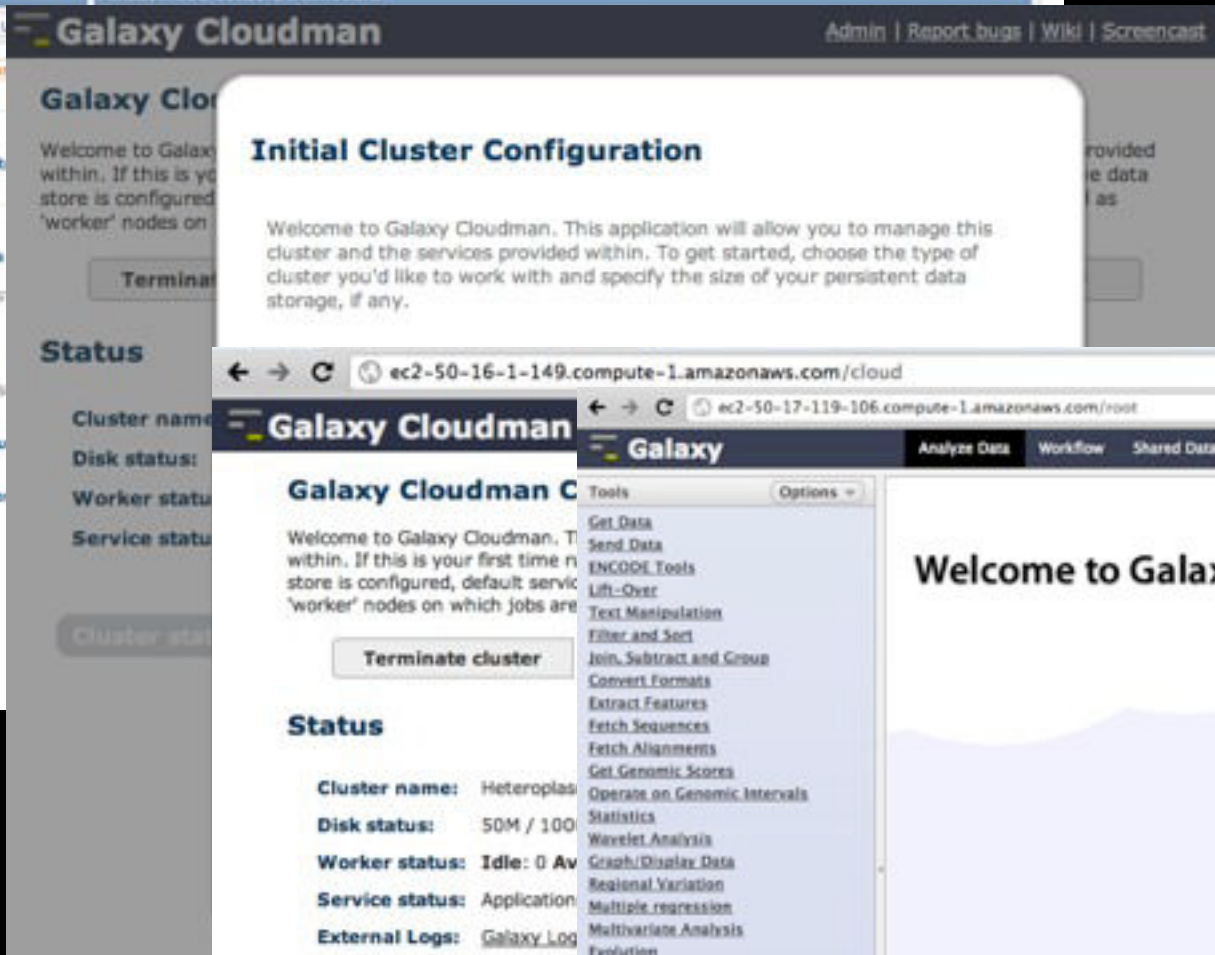 Galaxy Cloudman
Admin | Report bugs | Wiki | Screencast
Galaxy Clo
Welcome to Galax
within. If this is yo
store is configured
'worker' nodes on
rovided
e data
as
Terminat
Initial Cluster Configuration
Welcome to Galaxy Cloudman. This application will allow you to manage this
cluster and the services provided within. To get started, choose the type of
cluster you'd like to work with and specify the size of your persistent data
storage, if any.
Status
Cluster name
Disk status:
Worker statu
Service statu
Cluster stat
ec2-50-16-1-149.compute-1.amazonaws.com/cloud
Galaxy Cloudman
Galaxy Cloudman C
Welcome to Galaxy Cloudman. T
within. If this is your first time r
store is configured, default servic
'worker' nodes on which jobs are
Terminate cluster
Status
Cluster name: Heteroplas
Disk status: 50M / 100
Worker status: Idle: 0 Av
Service status: Application
External Logs: Galaxy Log
ec2-50-17-119-106.compute-1.amazonaws.com/root
Galaxy
Analyze Data Workflow Shared Data
Tools Options
Get Data
Send Data
ENCODE Tools
Lift-Over
Text Manipulation
Filter and Sort
Join, Subtract and Group
Convert Formats
Extract Features
Fetch Sequences
Fetch Alignments
Get Genomic Scores
Operate on Genomic Intervals
Statistics
Wavelet Analysis
Graph/Display Data
Regional Variation
Multiple regression
Multivariate Analysis
Evolution
Welcome to Galax